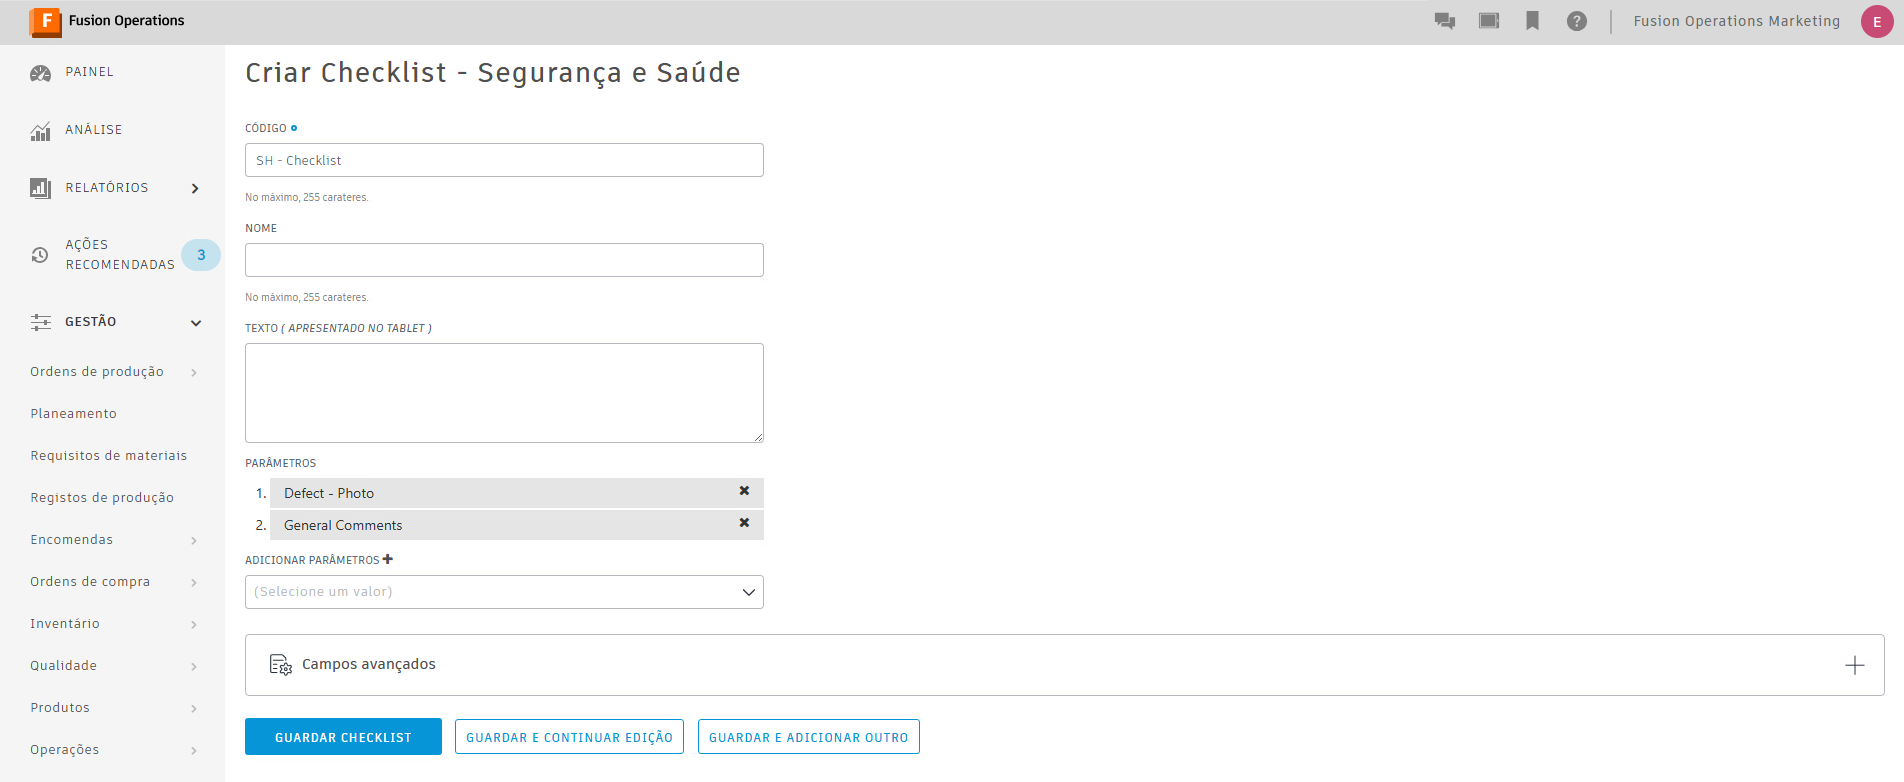 F Fusion Operations
Fusion Operations Marketing E
PAINEL
ANÁLISE
RELATÓRIOS
AÇÕES
RECOMENDADAS 3
GESTÃO
Ordens de produção
Planeamento
Requisitos de materiais
Registos de produção
Encomendas
Ordens de compra
Inventário
Qualidade
Produtos
Operações
Criar Checklist - Segurança e Saúde
CÓDIGO
SH - Checklist
No máximo, 255 carateres.
NOME
No máximo, 255 carateres.
TEXTO ( APRESENTADO NO TABLET )
PARÂMETROS
1. Defect - Photo
2. General Comments
ADICIONAR PARÂMETROS
(Selecione um valor)
Campos avançados
GUARDAR CHECKLIST GUARDAR E CONTINUAR EDIÇÃO GUARDAR E ADICIONAR OUTRO